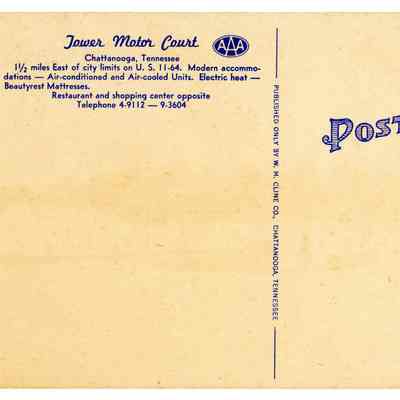 Tower Motor Court
AAA
Chattanooga, Tennessee
1½ miles East of city limits on U. S. 11-64. Modern accommo-
dations — Air-conditioned and Air-cooled Units. Electric heat —
Beautyrest Mattresses.
Restaurant and shopping center opposite
Telephone 4-9112 — 9-3604
PUBLISHED ONLY BY W. M. CLINE CO., CHATTANOOGA, TENNESSEE
POST